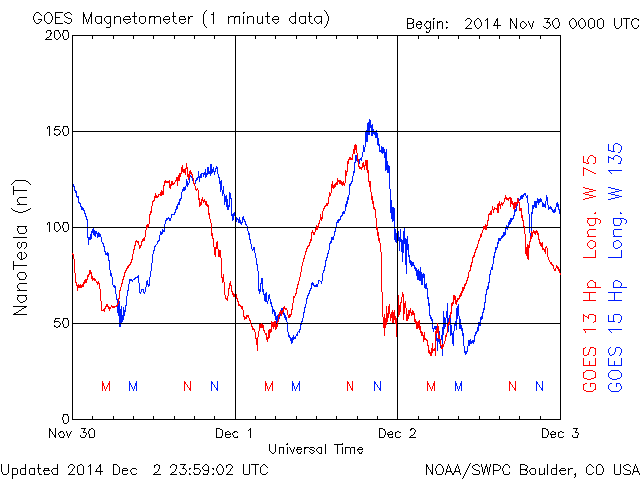 GOES Magnetometer (1 minute data)
Begin: 2014 Nov 30 0000 UTC
200
150
100
50
0
NanoTesla (nT)
M M N N M M N N M M N N
Nov 30 Dec 1 Dec 2 Dec 3
Universal Time
GOES 13 Hp Long. W 75
GOES 15 Hp Long. W 135
Updated 2014 Dec 2 23:59:02 UTC
NOAA/SWPC Boulder, CO USA